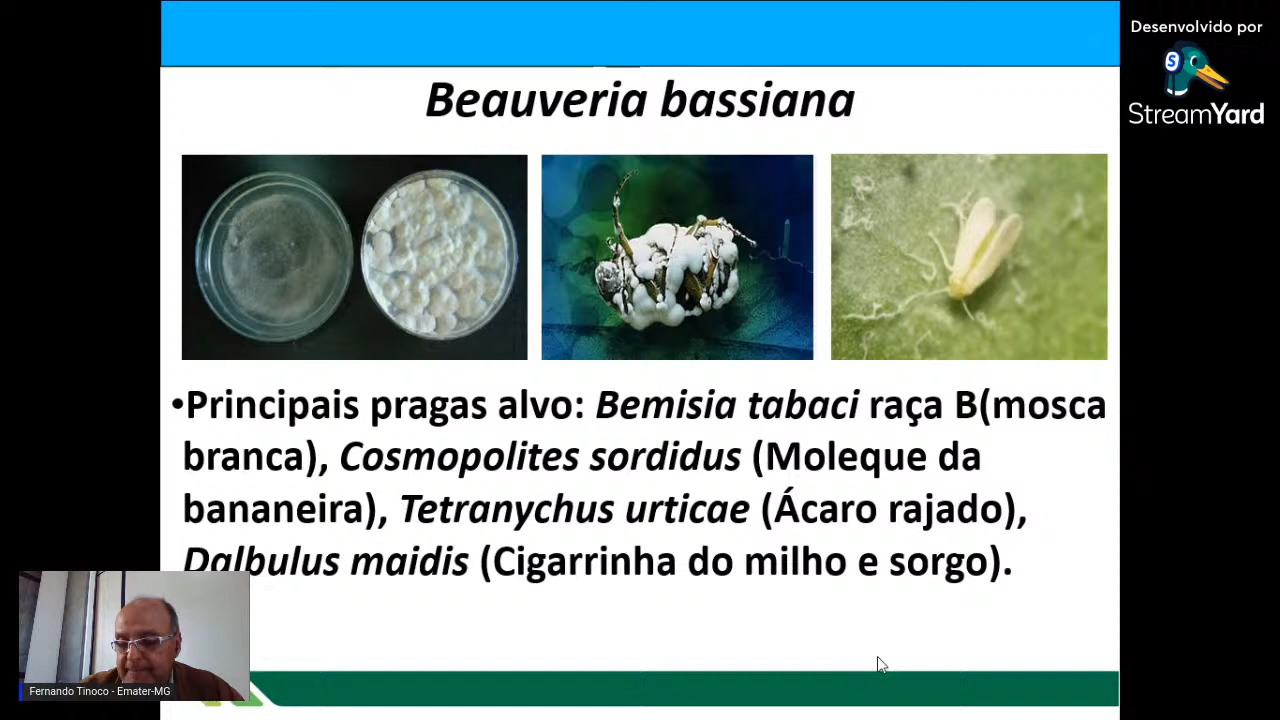 Desenvolvido por
StreamYard
Beauveria bassiana
•Principais pragas alvo: Bemisia tabaci raça B(mosca
branca), Cosmopolites sordidus (Moleque da
bananeira), Tetranychus urticae (Ácaro rajado),
Dalbulus maidis (Cigarrinha do milho e sorgo).
Fernando Tinoco - Emater-MG